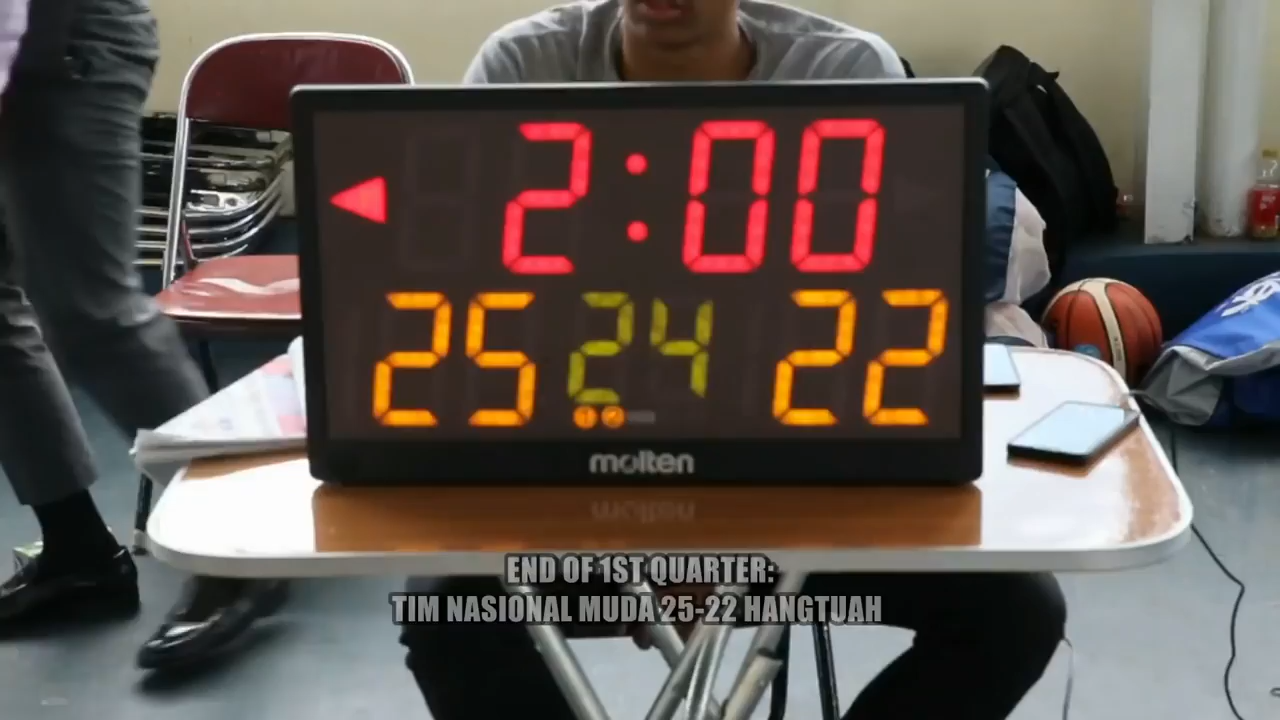 2:00
25 24 22
molten
END OF 1ST QUARTER:
TIM NASIONAL MUDA 25-22 HANGTUAH